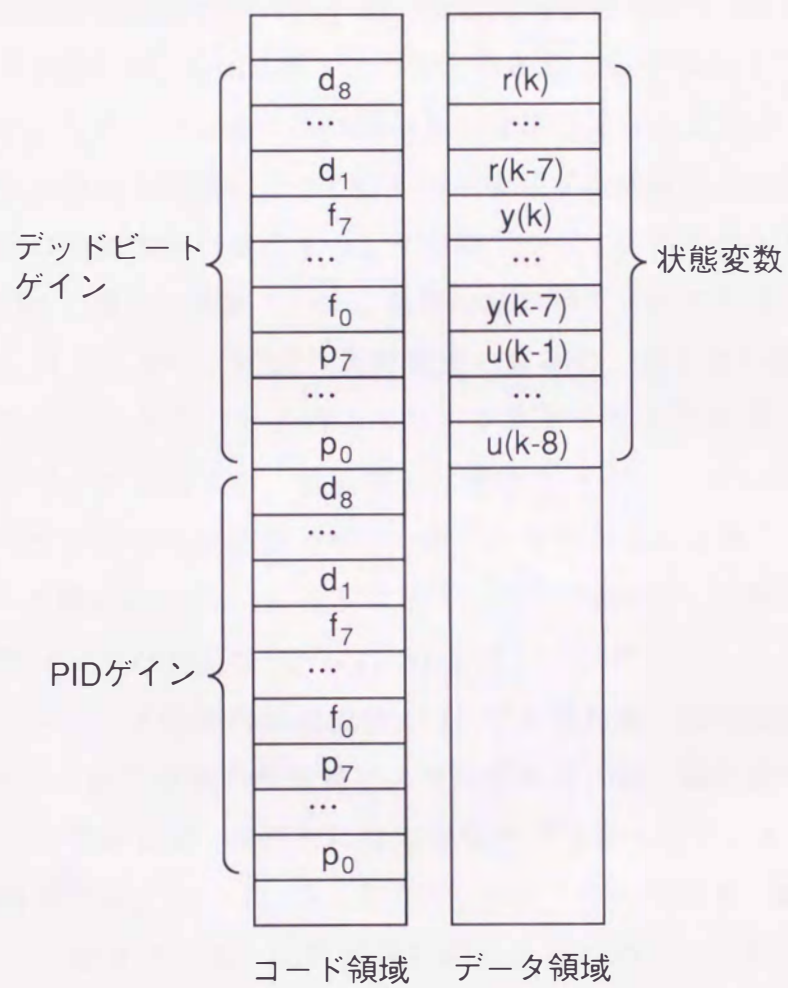 d₈ r(k)
... ...
d₁ r(k-7)
f₇ y(k)
デッドビート
ゲイン
... ...
状態変数
f₀ y(k-7)
p₇ u(k-1)
... ...
p₀ u(k-8)
d₈
...
d₁
f₇
PIDゲイン
...
f₀
p₇
...
p₀
コード領域 データ領域